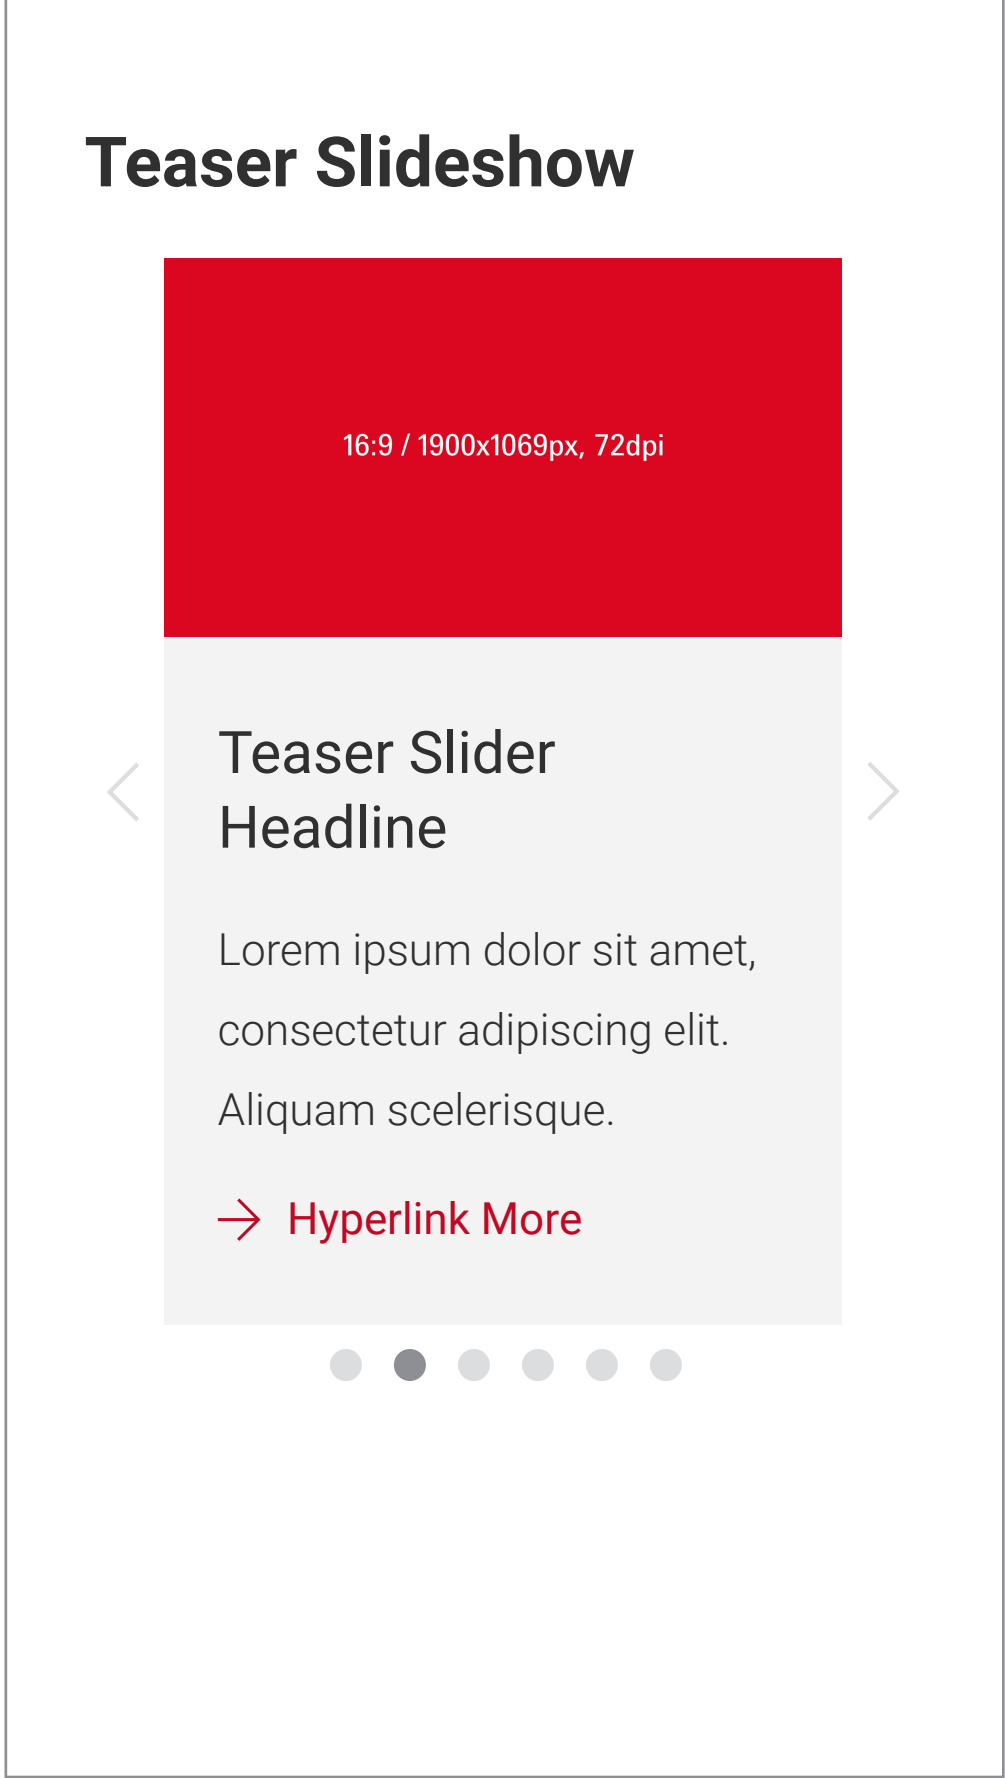 Teaser Slideshow
16:9 / 1900x1069px, 72dpi
Teaser Slider
Headline
Lorem ipsum dolor sit amet,
consectetur adipiscing elit.
Aliquam scelerisque.
Hyperlink More